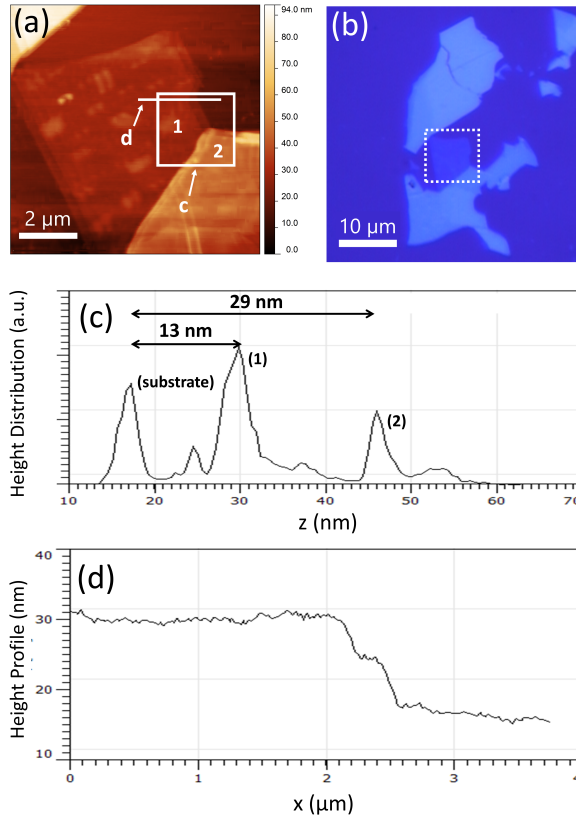 (a)
94.0 nm
80.0
70.0
60.0
50.0
40.0
30.0
20.0
10.0
0.0
d
1
2
c
2 µm
(b)
10 µm
Height Distribution (a.u.)
(c)
29 nm
13 nm
(substrate)
(1)
(2)
10 20 30 40 50 60 70
z (nm)
Height Profile (nm)
(d)
40
30
20
10
0 1 2 3
x (µm)